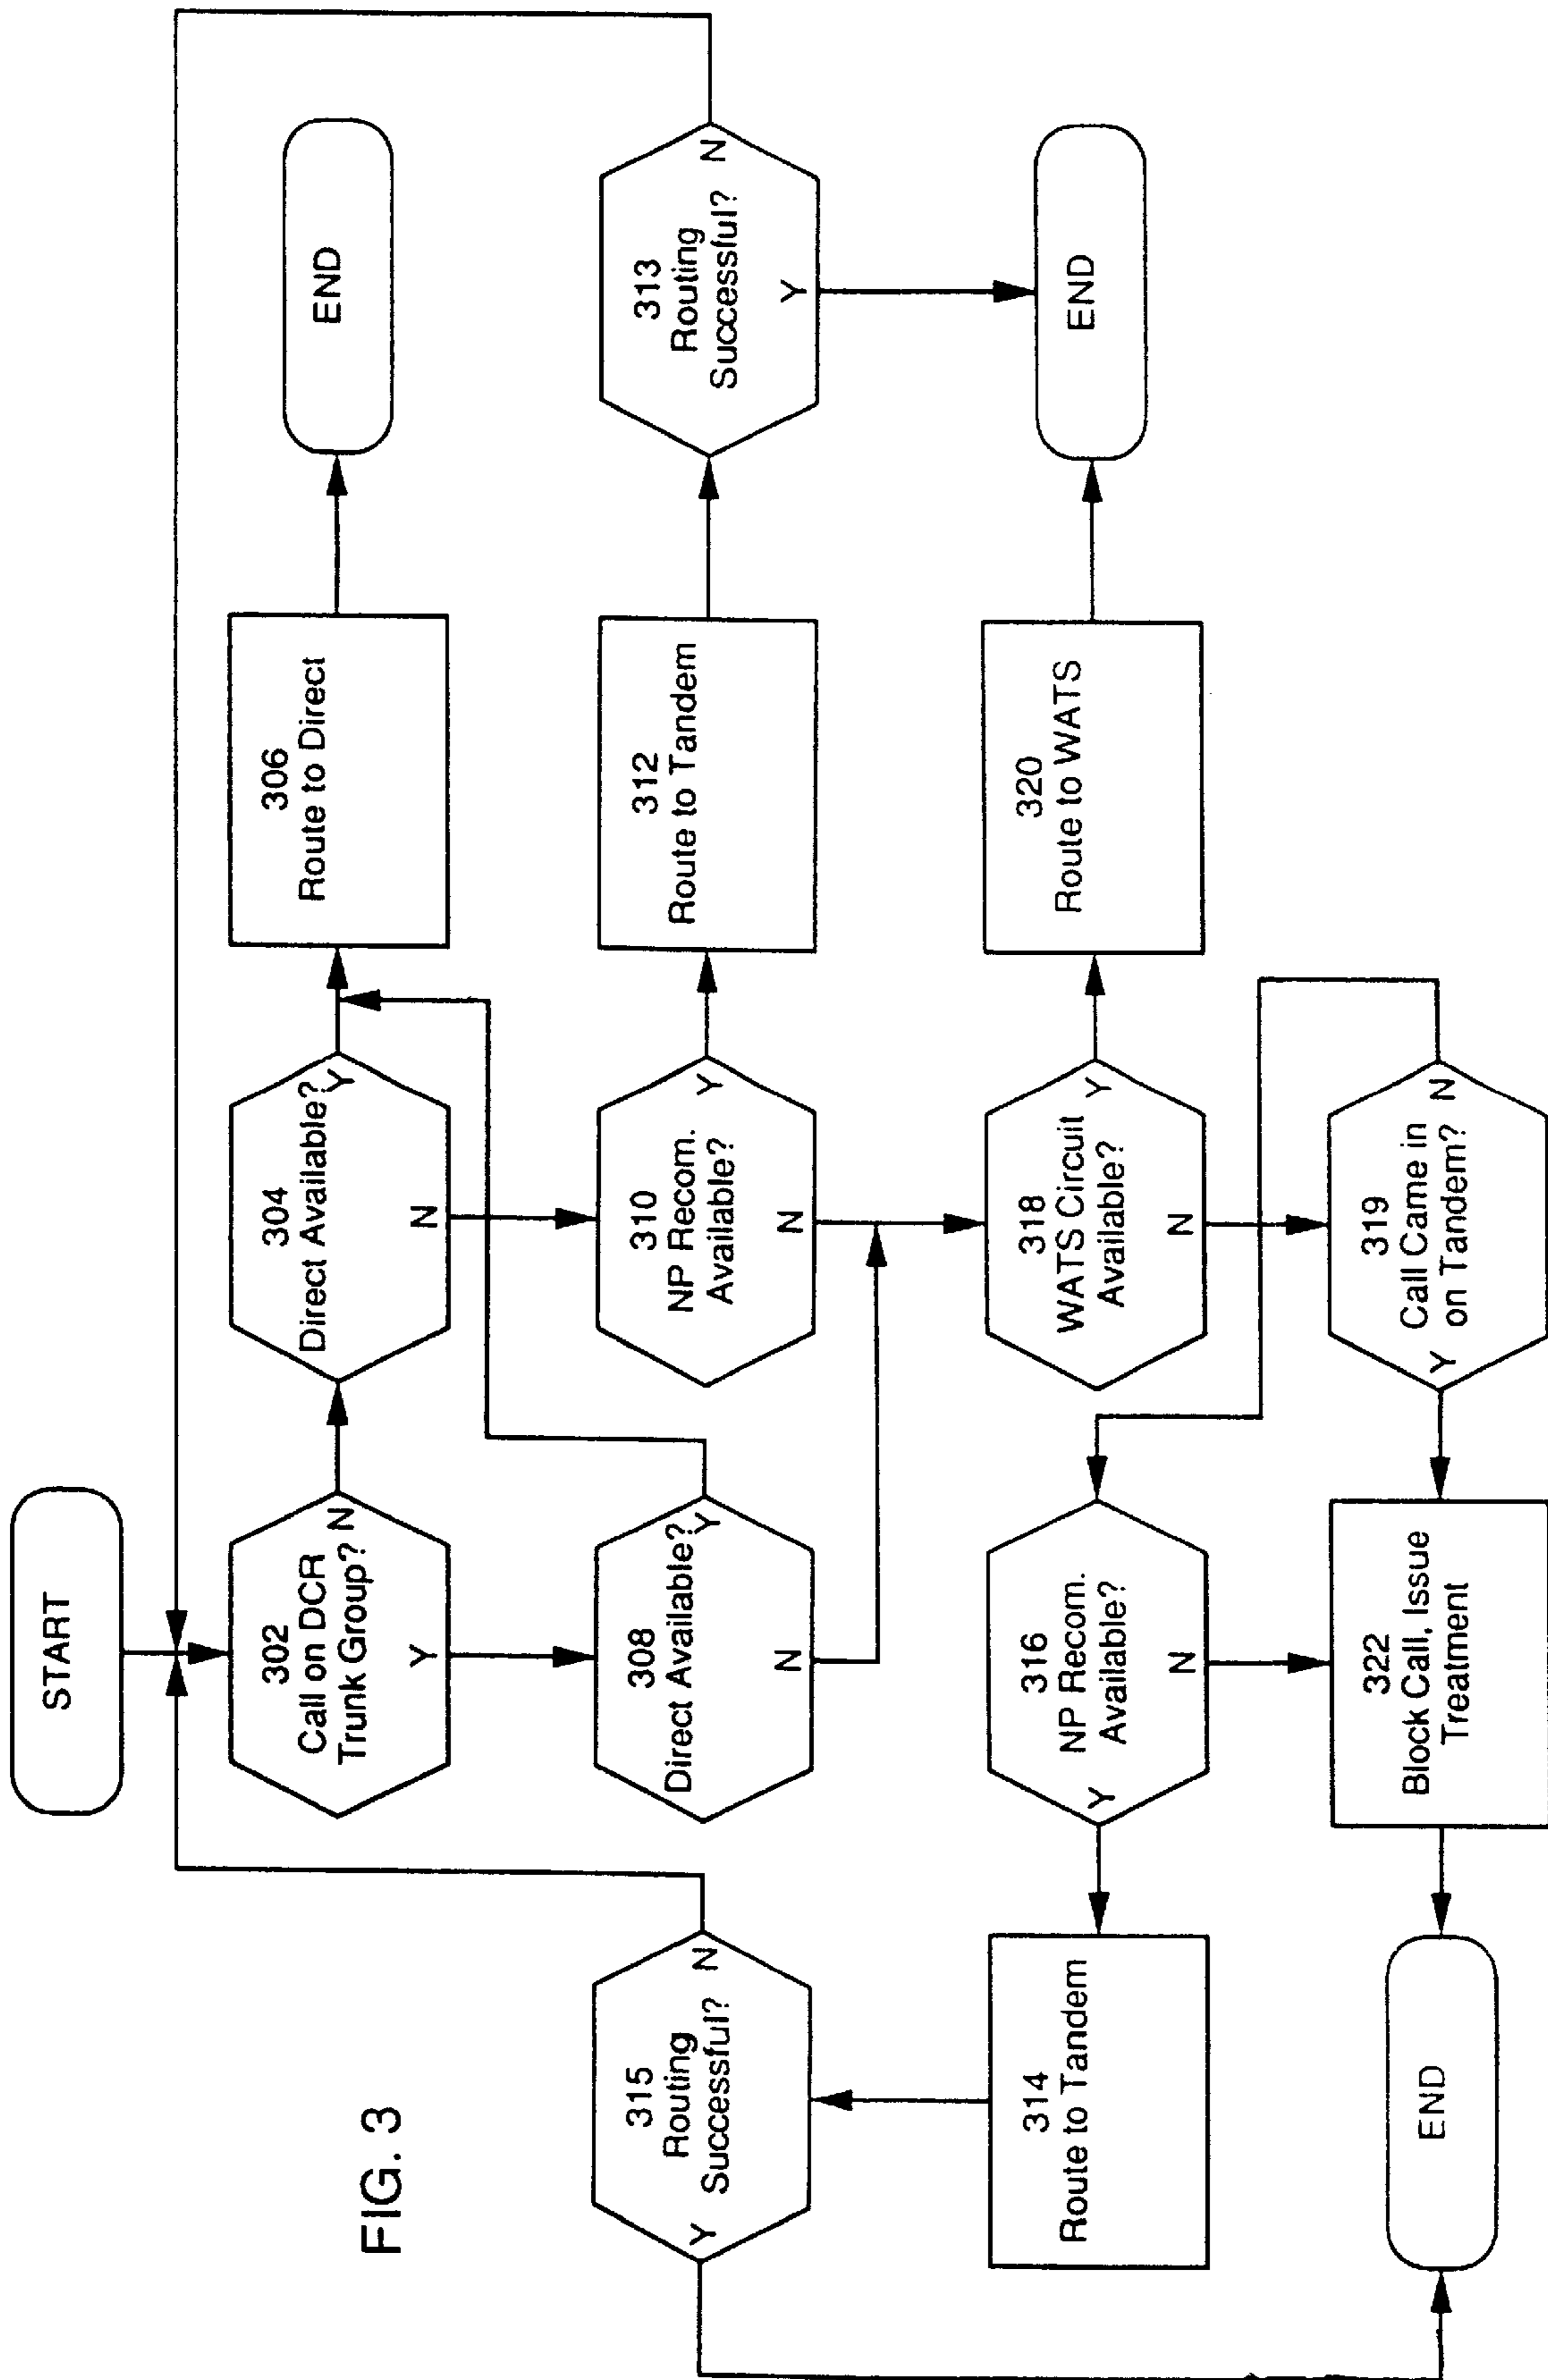 FIG. 3
START
302
Call on DCR
Trunk Group?
N
Y
304
Direct Available?
Y
N
306
Route to Direct
END
308
Direct Available?
Y
N
310
NP Recom.
Available?
Y
N
312
Route to Tandem
313
Routing
Successful?
N
Y
END
315
Routing
Successful?
Y
N
314
Route to Tandem
316
NP Recom.
Available?
Y
N
318
WATS Circuit
Available?
Y
N
320
Route to WATS
319
Call Came in
on Tandem?
Y
N
322
Block Call, Issue
Treatment
END